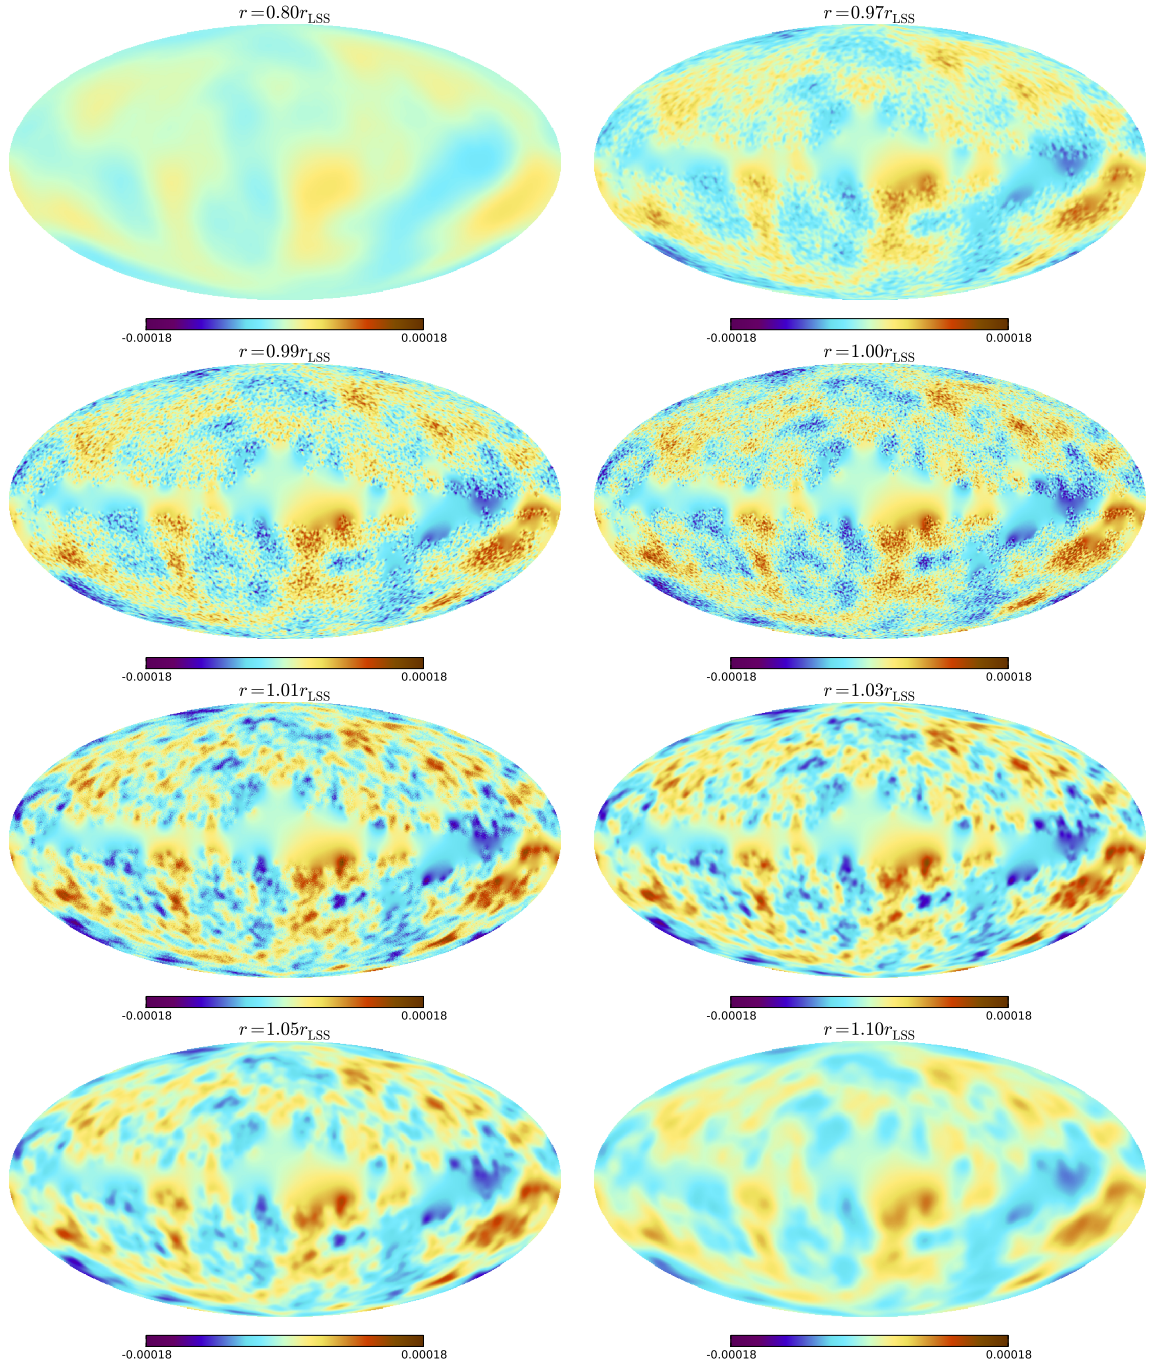 r = 0.80r_LSS
r = 0.97r_LSS
-0.00018 0.00018
-0.00018 0.00018
r = 0.99r_LSS
r = 1.00r_LSS
-0.00018 0.00018
-0.00018 0.00018
r = 1.01r_LSS
r = 1.03r_LSS
-0.00018 0.00018
-0.00018 0.00018
r = 1.05r_LSS
r = 1.10r_LSS
-0.00018 0.00018
-0.00018 0.00018